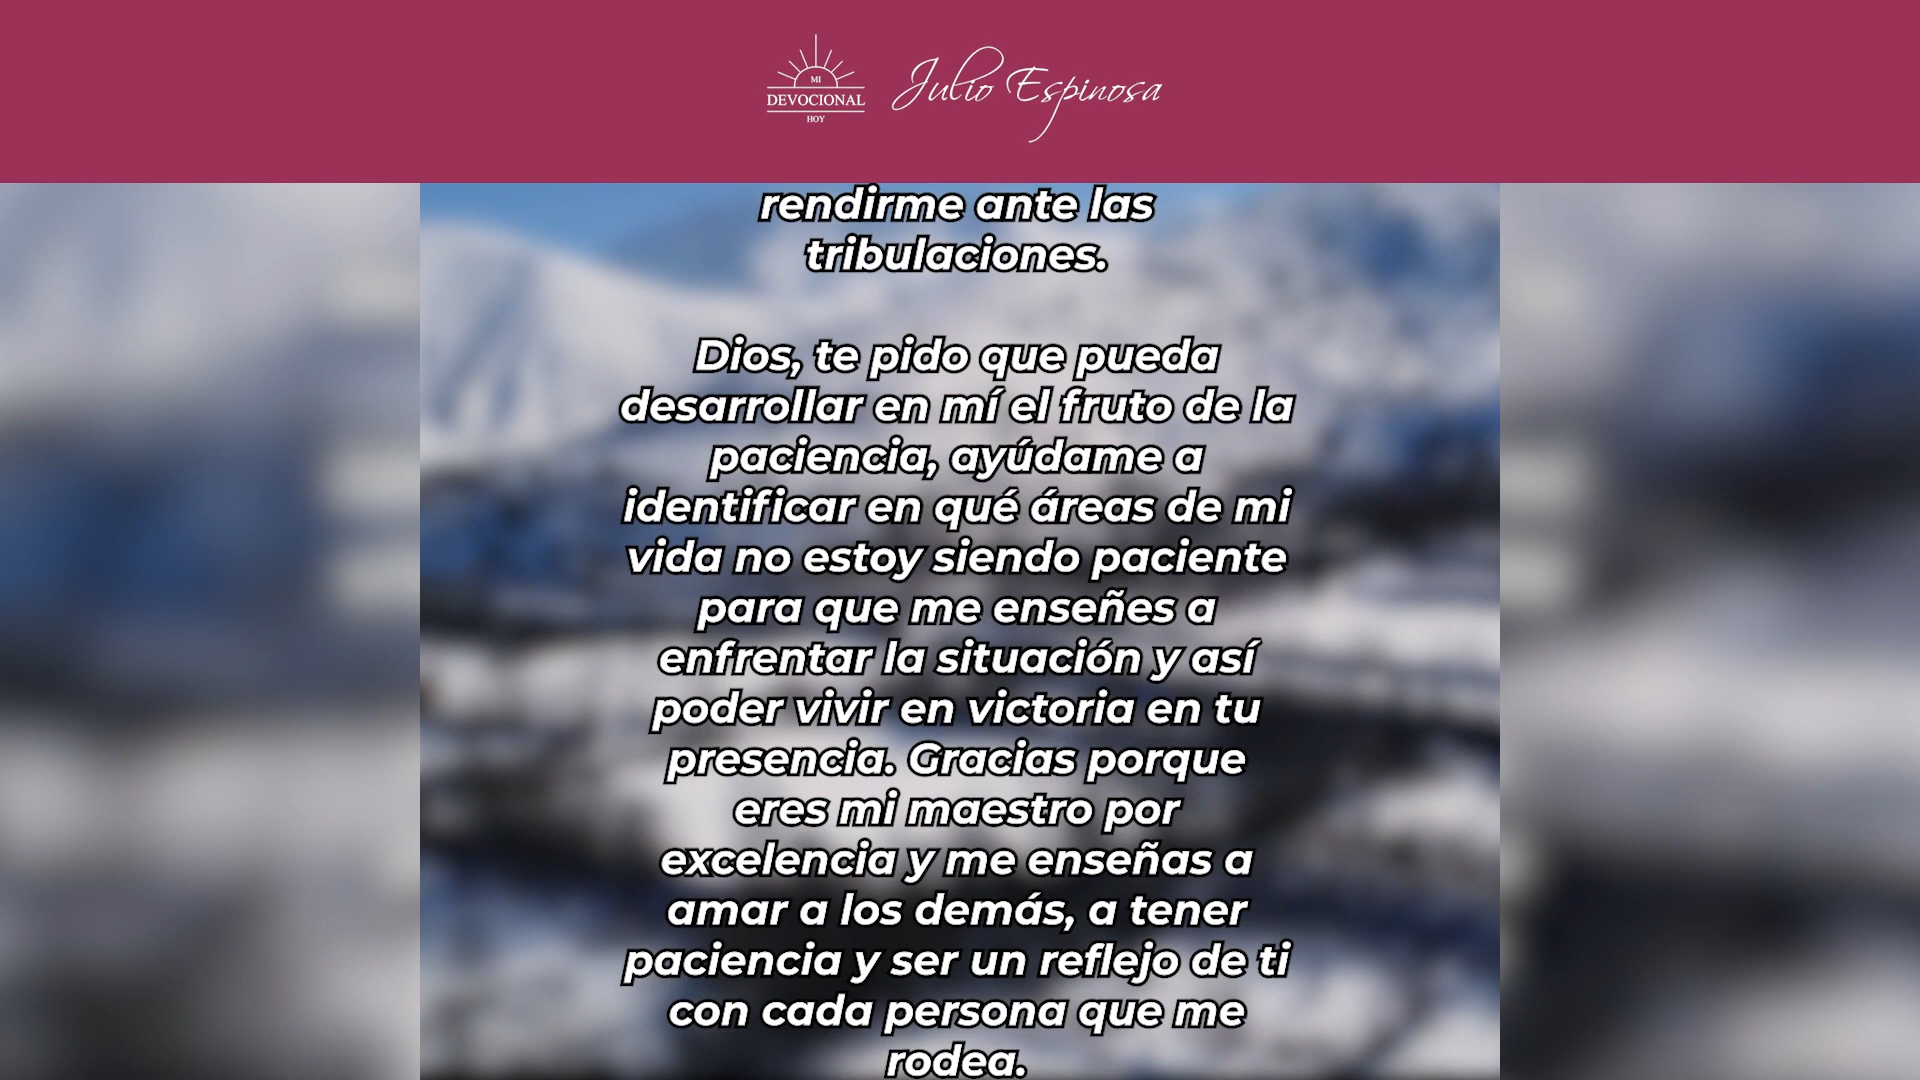 MI
DEVOCIONAL
HOY
Julio Espinosa
rendirme ante las
tribulaciones.
Dios, te pido que pueda
desarrollar en mí el fruto de la
paciencia, ayúdame a
identificar en qué áreas de mi
vida no estoy siendo paciente
para que me enseñes a
enfrentar la situación y así
poder vivir en victoria en tu
presencia. Gracias porque
eres mi maestro por
excelencia y me enseñas a
amar a los demás, a tener
paciencia y ser un reflejo de ti
con cada persona que me
rodea.